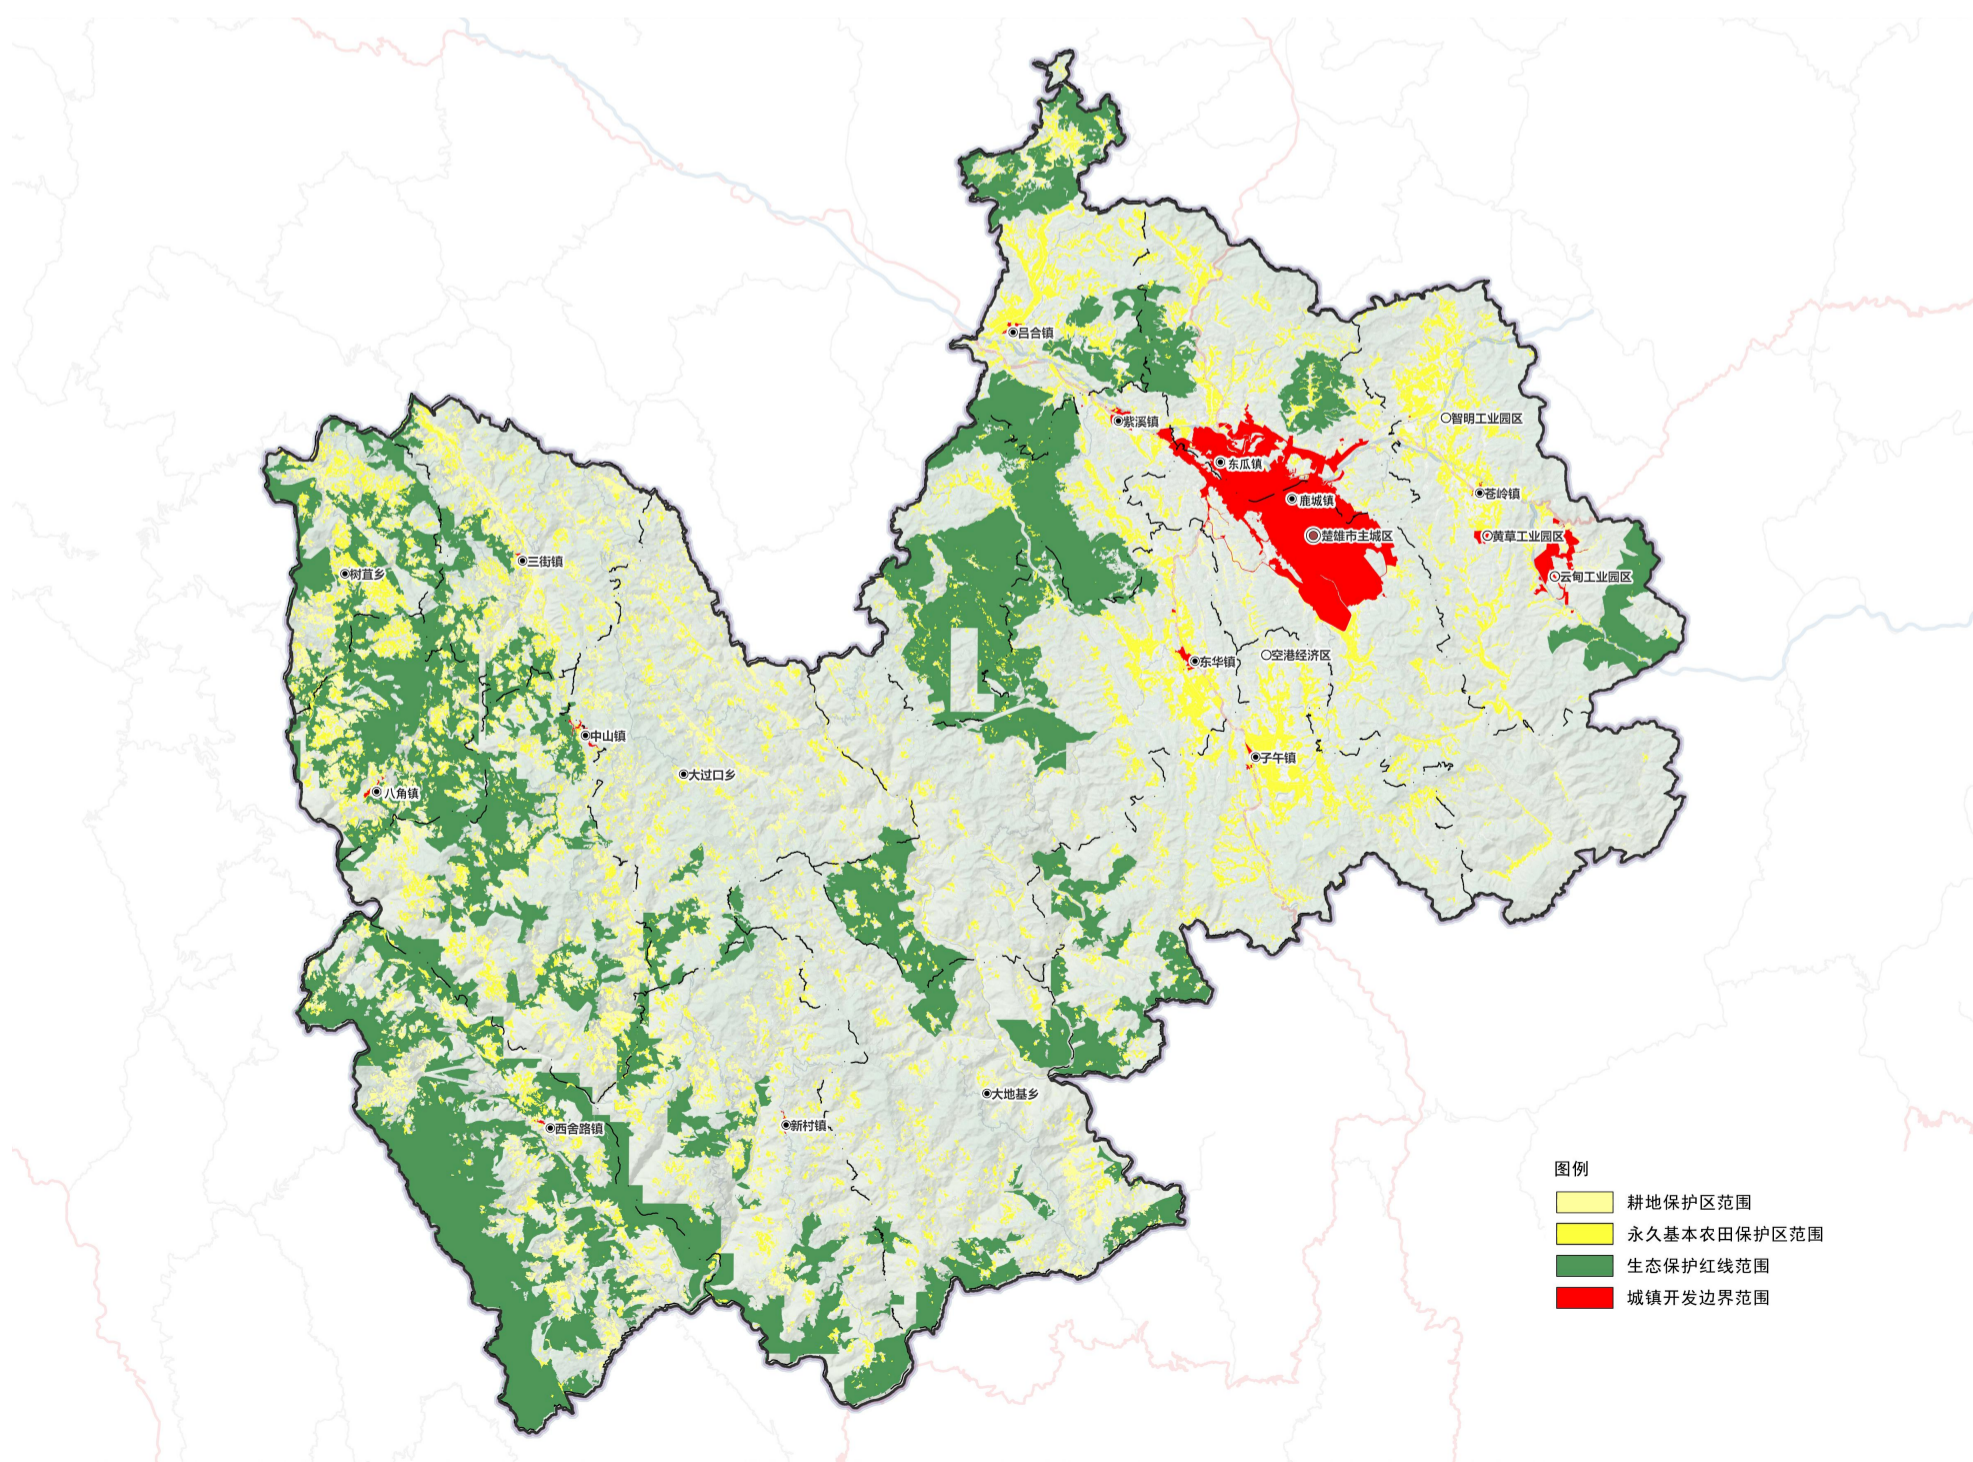 吕合镇
紫溪镇
智明工业园区
东瓜镇
鹿城镇
苍岭镇
楚雄市主城区
黄草工业园区
三街镇
树苴乡
云甸工业园区
东华镇
空港经济区
中山镇
子午镇
大过口乡
八角镇
大地基乡
新村镇
西舍路镇
图例
耕地保护区范围
永久基本农田保护区范围
生态保护红线范围
城镇开发边界范围